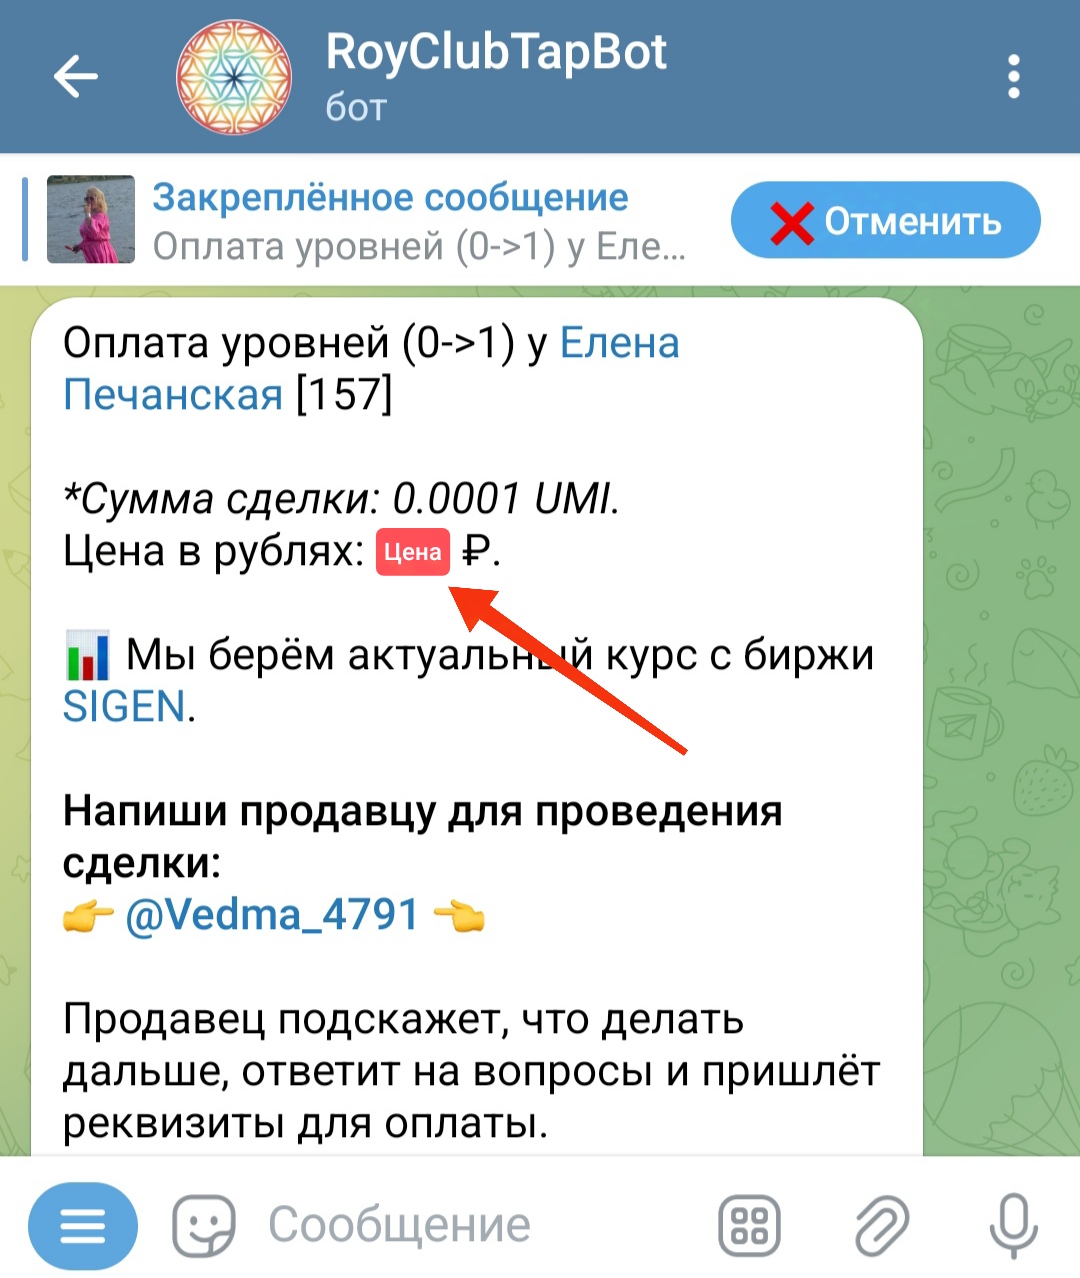 RoyClubTapBot
бот
Закреплённое сообщение
Оплата уровней (0->1) у Еле...
❌ Отменить
Оплата уровней (0->1) у Елена
Печанская [157]
*Сумма сделки: 0.0001 UMI.
Цена в рублях: Цена ₽.
📊 Мы берём актуальный курс с биржи
SIGEN.
Напиши продавцу для проведения
сделки:
👉 @Vedma_4791 👈
Продавец подскажет, что делать
дальше, ответит на вопросы и пришлёт
реквизиты для оплаты.
Сообщение